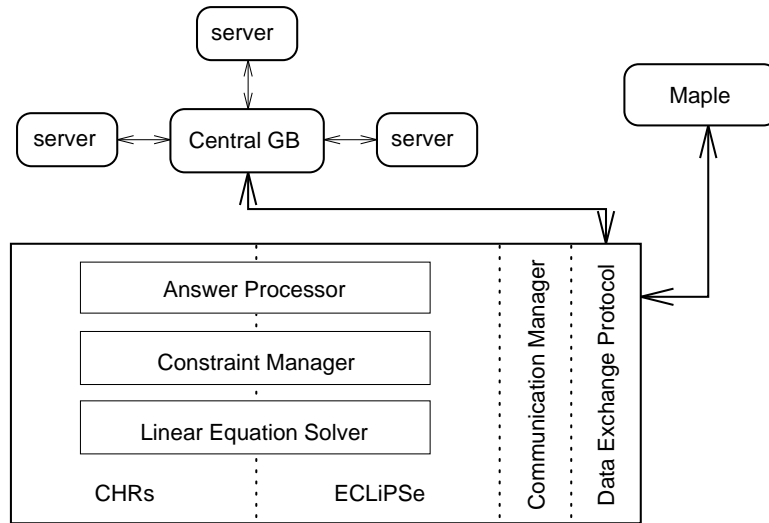 server
Maple
server
Central GB
server
Answer Processor
Constraint Manager
Linear Equation Solver
CHRs
ECLiPSe
Communication Manager
Data Exchange Protocol